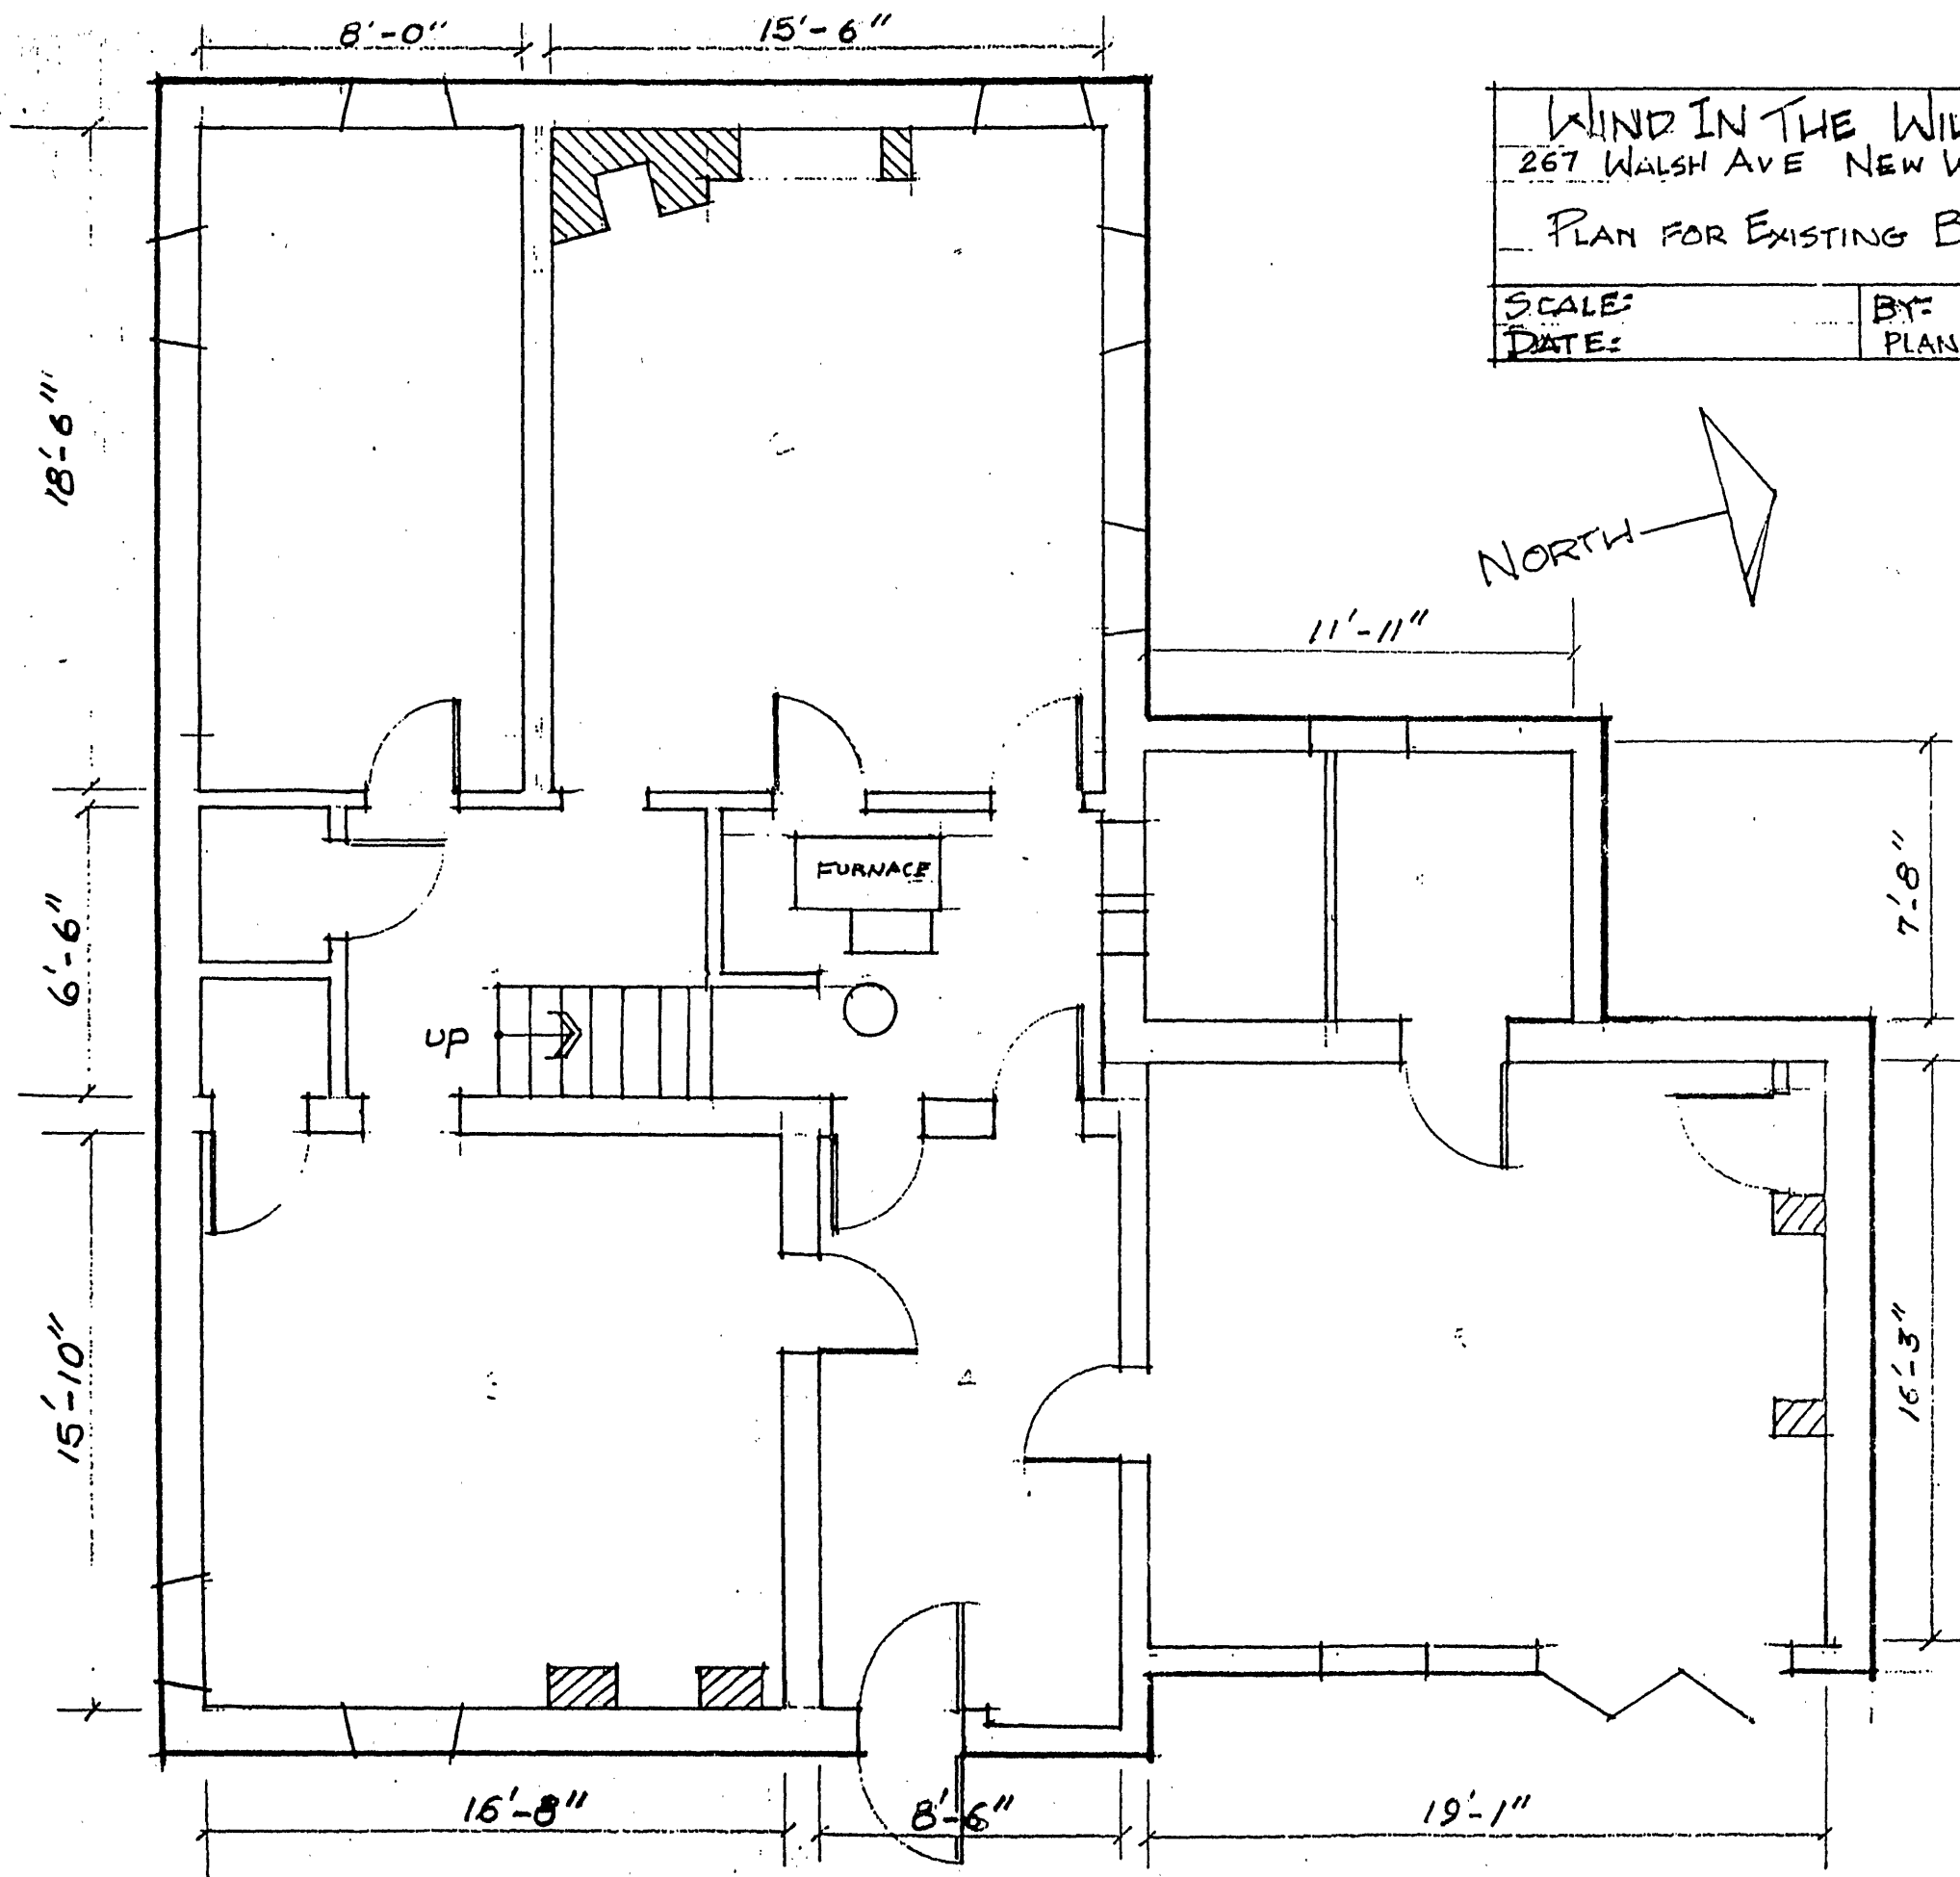 8'-0"
15'-6"
WIND IN THE
267 WALSH AVE NEW
PLAN FOR EXISTING
SCALE:
BY:
DATE:
PLAN
18'-6"
NORTH
11'-11"
FURNACE
7'-8"
6'-6"
UP
15'-10"
16'-3"
16'-8"
8'-6"
19'-1"